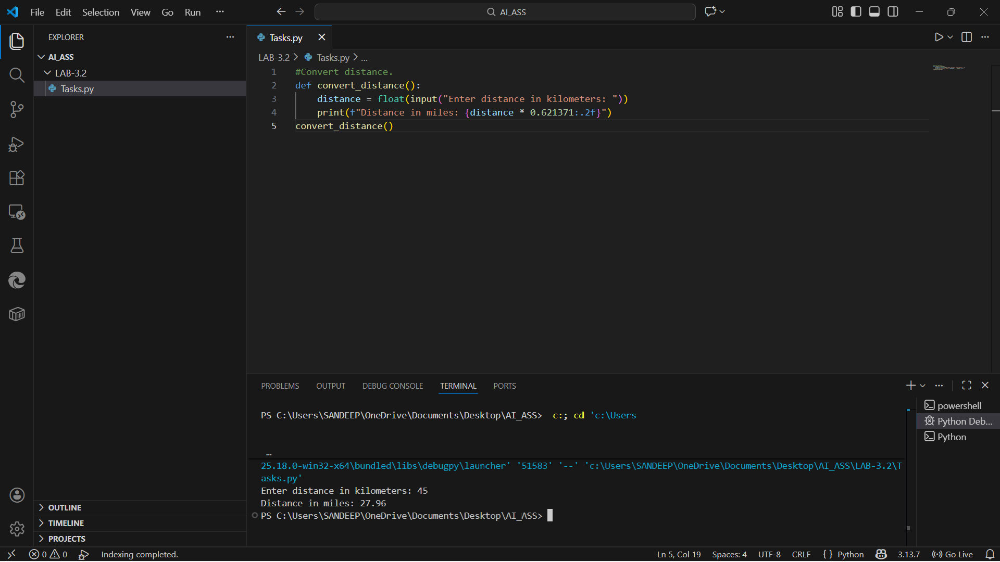 File Edit Selection View Go Run ...
AI_ASS
EXPLORER
AI_ASS
LAB-3.2
Tasks.py
OUTLINE
TIMELINE
PROJECTS
Tasks.py
LAB-3.2 > Tasks.py > ...
1 #Convert distance.
2 def convert_distance():
3 distance = float(input("Enter distance in kilometers: "))
4 print(f"Distance in miles: {distance * 0.621371:.2f}")
5 convert_distance()
PROBLEMS OUTPUT DEBUG CONSOLE TERMINAL PORTS
PS C:\Users\SANDEEP\OneDrive\Documents\Desktop\AI_ASS>  c:; cd 'c:\Users
...
25.18.0-win32-x64\bundled\libs\debugpy\launcher' '51583' '--' 'c:\Users\SANDEEP\OneDrive\Documents\Desktop\AI_ASS\LAB-3.2\T
asks.py'
Enter distance in kilometers: 45
Distance in miles: 27.96
PS C:\Users\SANDEEP\OneDrive\Documents\Desktop\AI_ASS>
powershell
Python Deb...
Python
0 0 Indexing completed. Ln 5, Col 19 Spaces: 4 UTF-8 CRLF { } Python 3.13.7 Go Live